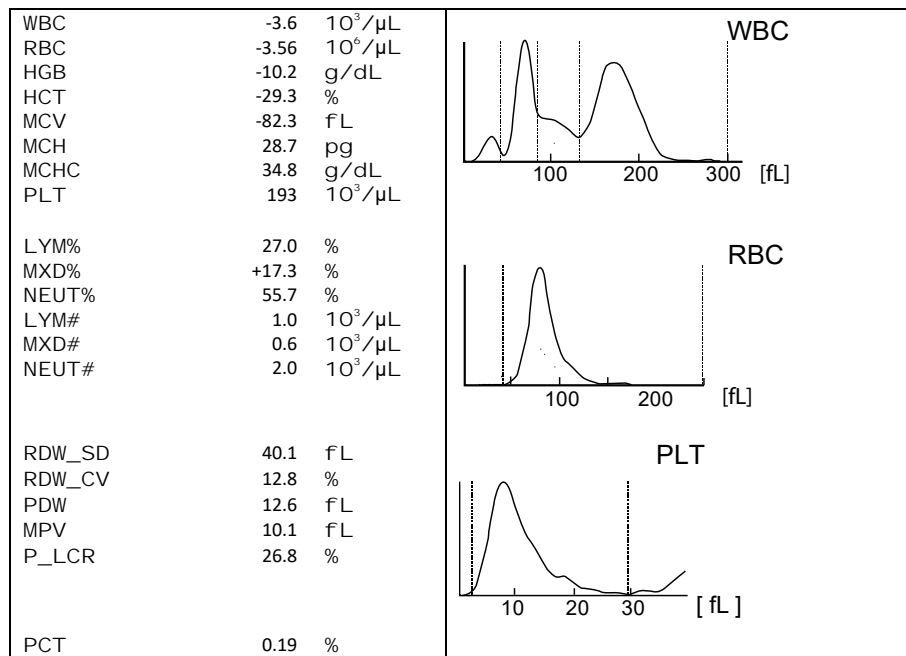 WBC -3.6 10³/µL
RBC -3.56 10⁶/µL
HGB -10.2 g/dL
HCT -29.3 %
MCV -82.3 fL
MCH 28.7 pg
MCHC 34.8 g/dL
PLT 193 10³/µL
LYM% 27.0 %
MXD% +17.3 %
NEUT% 55.7 %
LYM# 1.0 10³/µL
MXD# 0.6 10³/µL
NEUT# 2.0 10³/µL
RDW_SD 40.1 fL
RDW_CV 12.8 %
PDW 12.6 fL
MPV 10.1 fL
P_LCR 26.8 %
PCT 0.19 %
WBC
100 200 300 [fL]
RBC
100 200 [fL]
PLT
10 20 30 [ fL ]